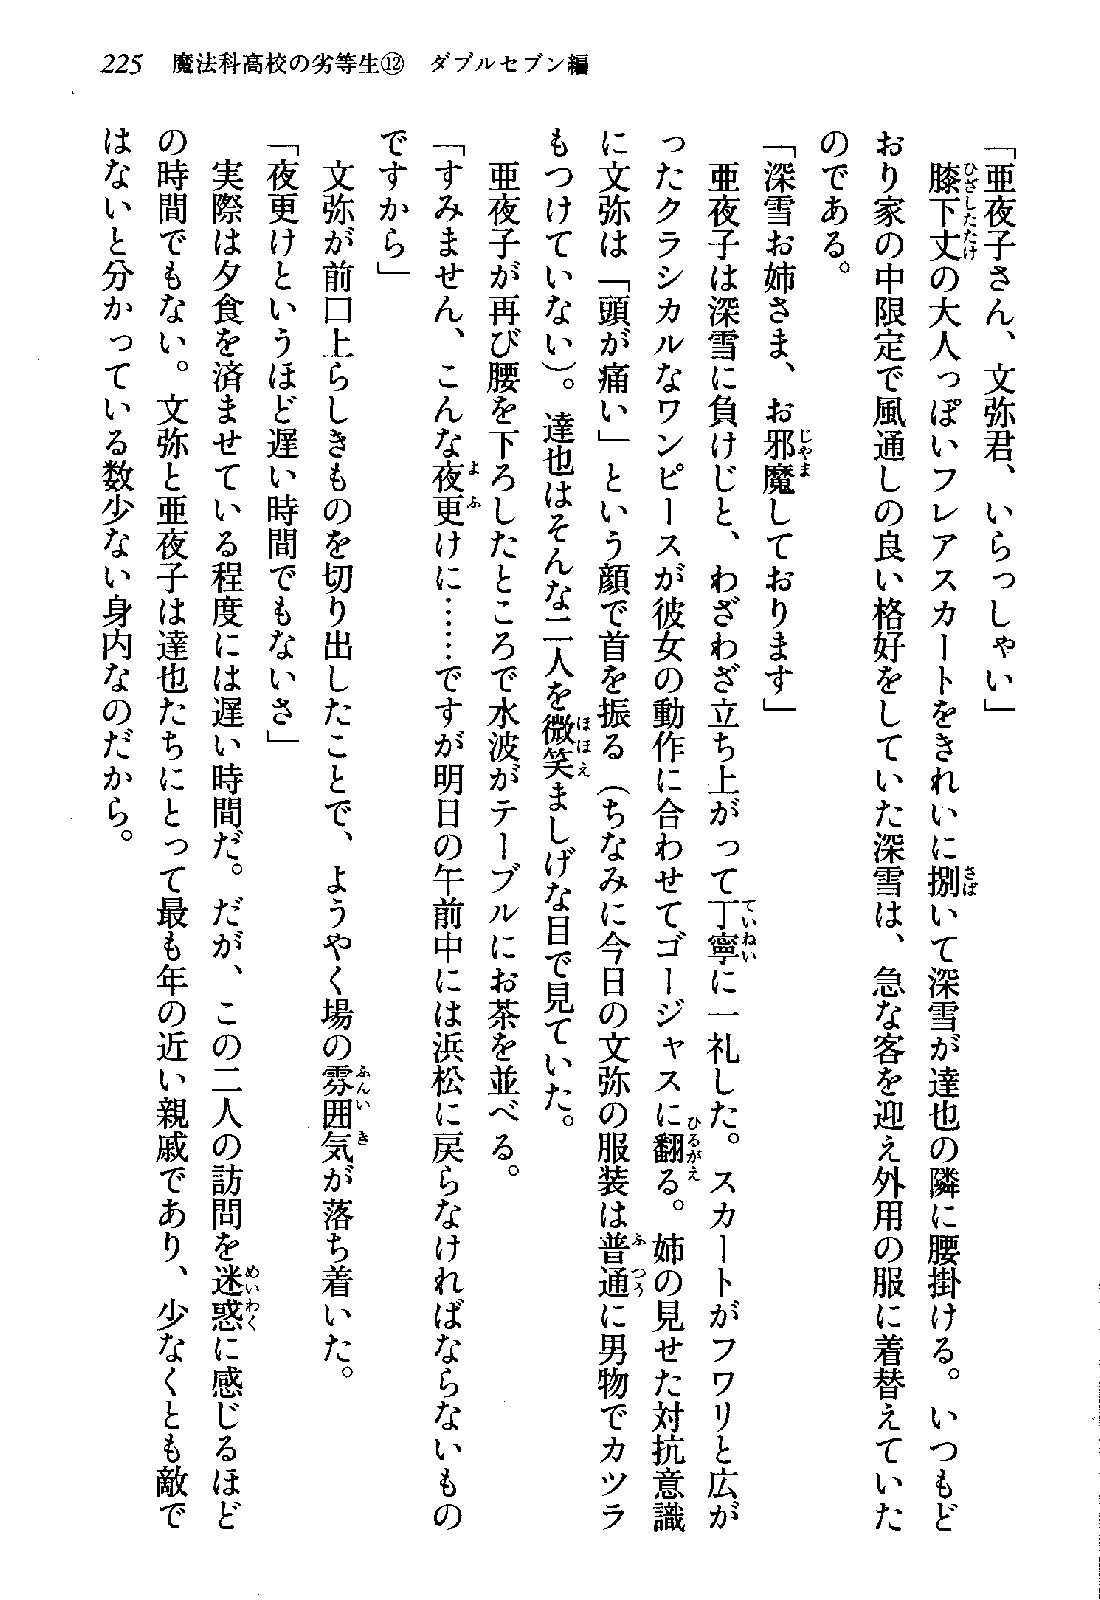 225　魔法科高校の劣等生⑫　ダブルセブン編
「亜夜子さん、文弥君、いらっしゃい」
　膝下丈の大人っぽいフレアスカートをきれいに捌いて深雪が達也の隣に腰掛ける。いつもど
おり家の中限定で風通しの良い格好をしていた深雪は、急な客を迎え外用の服に着替えていた
のである。
「深雪お姉さま、お邪魔しております」
　亜夜子は深雪に負けじと、わざわざ立ち上がって丁寧に一礼した。スカートがフワリと広が
ったクラシカルなワンピースが彼女の動作に合わせてゴージャスに翻る。姉の見せた対抗意識
に文弥は「頭が痛い」という顔で首を振る（ちなみに今日の文弥の服装は普通に男物でカツラ
もつけていない）。達也はそんな二人を微笑ましげな目で見ていた。
　亜夜子が再び腰を下ろしたところで水波がテーブルにお茶を並べる。
「すみません、こんな夜更けに……ですが明日の午前中には浜松に戻らなければならないもの
ですから」
　文弥が前口上らしきものを切り出したことで、ようやく場の雰囲気が落ち着いた。
「夜更けというほど遅い時間でもないさ」
　実際は夕食を済ませている程度には遅い時間だ。だが、この二人の訪問を迷惑に感じるほど
の時間でもない。文弥と亜夜子は達也たちにとって最も年の近い親戚であり、少なくとも敵で
はないと分かっている数少ない身内なのだから。